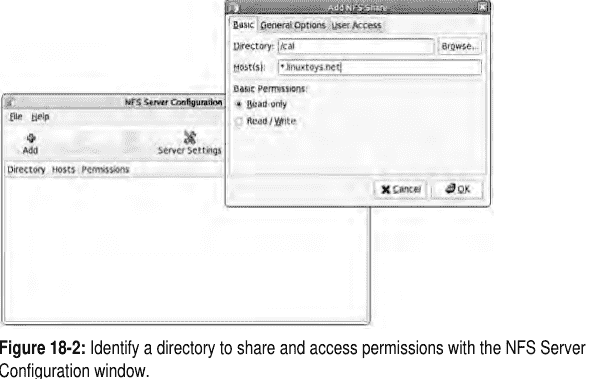 Add NFS Share
Basic General Options User Access
Directory: /cal Browse...
Host(s): *.linuxtoys.net
Basic Permissions:
Read-only
Read / Write
Cancel OK
NFS Server Configuration
File Help
Add Server Settings
Directory Hosts Permissions
Figure 18-2: Identify a directory to share and access permissions with the NFS Server
Configuration window.